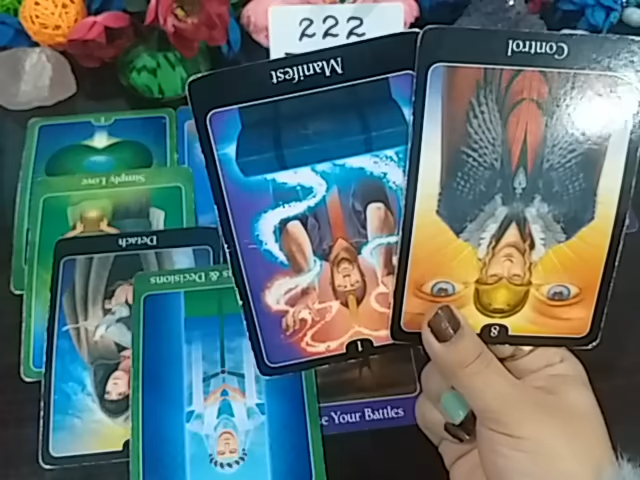 222
Control
Manifest
Simply Love
Detach
s & Decisions
e Your Battles
1
8